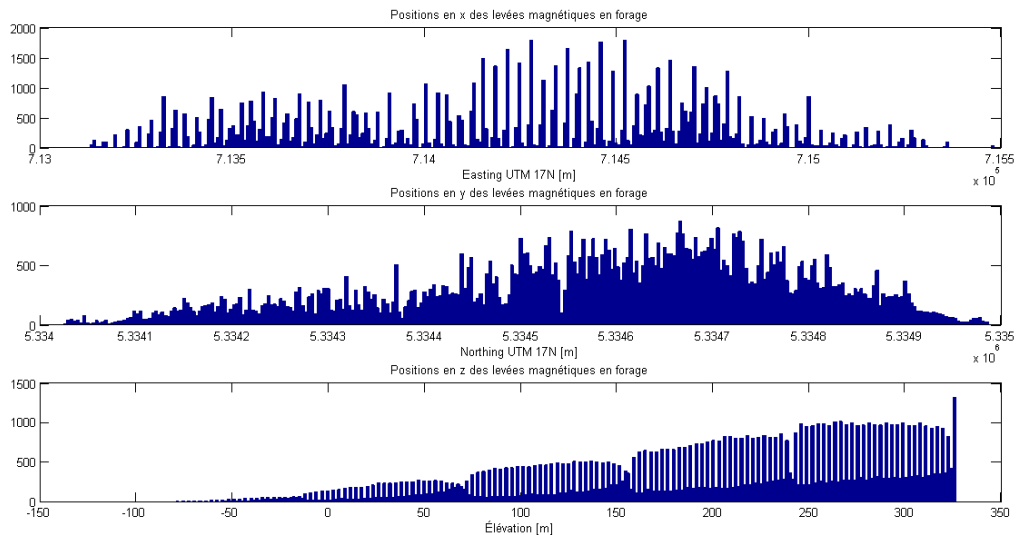 Positions en x des levées magnétiques en forage
2000
1500
1000
500
0
7.13 7.135 7.14 7.145 7.15 7.155
Easting UTM 17N [m]
x 10^5
Positions en y des levées magnétiques en forage
1000
500
0
5.334 5.3341 5.3342 5.3343 5.3344 5.3345 5.3346 5.3347 5.3348 5.3349 5.335
Northing UTM 17N [m]
x 10^6
Positions en z des levées magnétiques en forage
1500
1000
500
0
-150 -100 -50 0 50 100 150 200 250 300 350
Élévation [m]